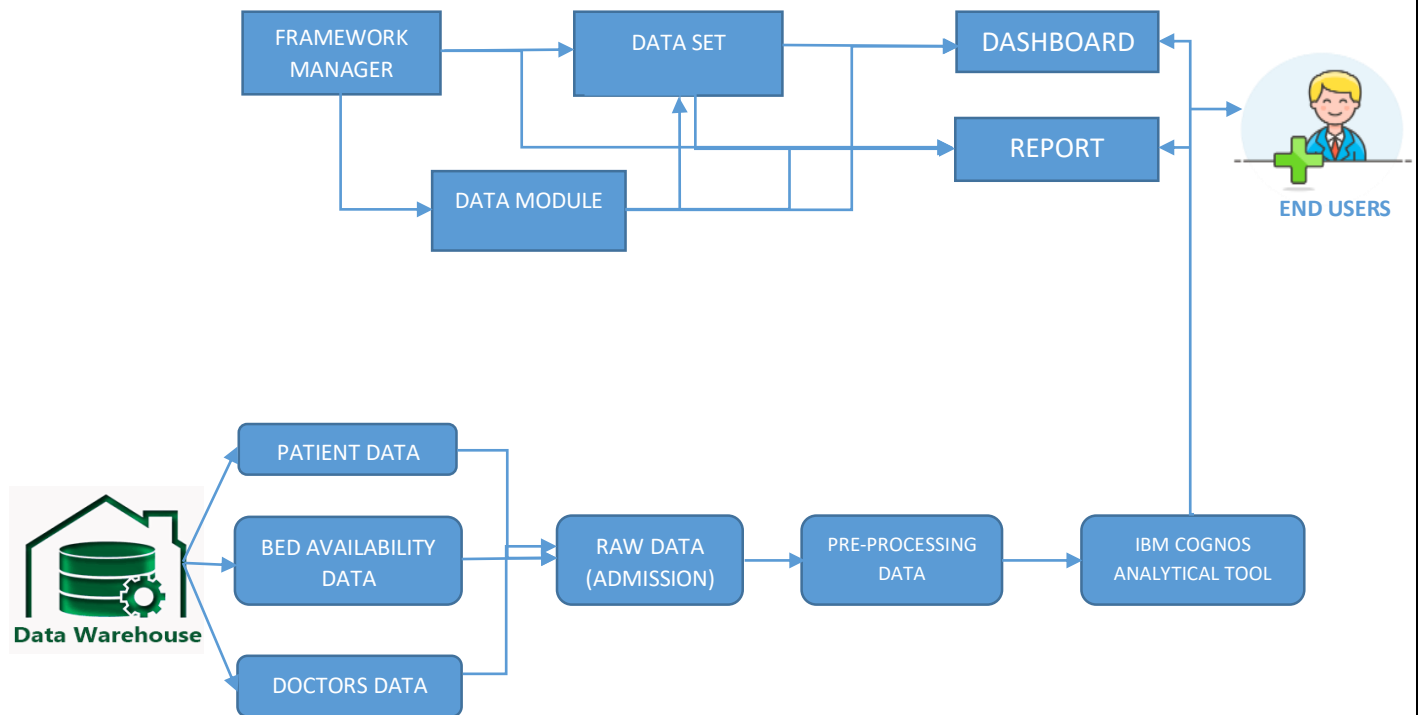 FRAMEWORK
MANAGER
DATA SET
DASHBOARD
REPORT
DATA MODULE
END USERS
PATIENT DATA
BED AVAILABILITY
DATA
RAW DATA
(ADMISSION)
PRE-PROCESSING
DATA
IBM COGNOS
ANALYTICAL TOOL
Data Warehouse
DOCTORS DATA